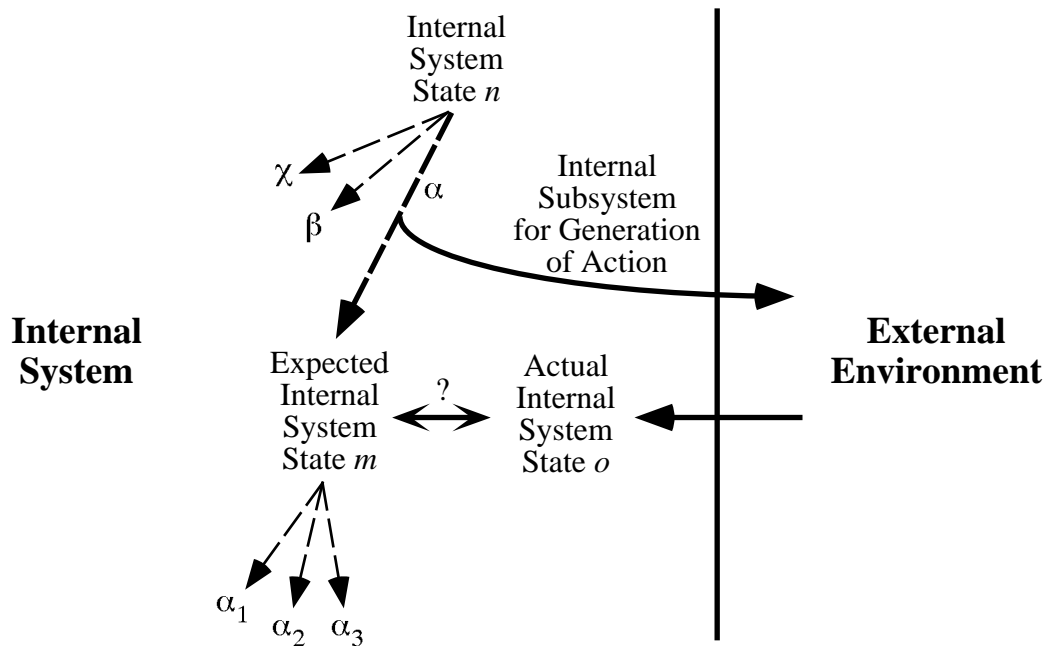 Internal
System
State n
χ
β
α
Internal
Subsystem
for Generation
of Action
Internal
System
External
Environment
Expected
Internal
System
State m
?
Actual
Internal
System
State o
α1
α2
α3